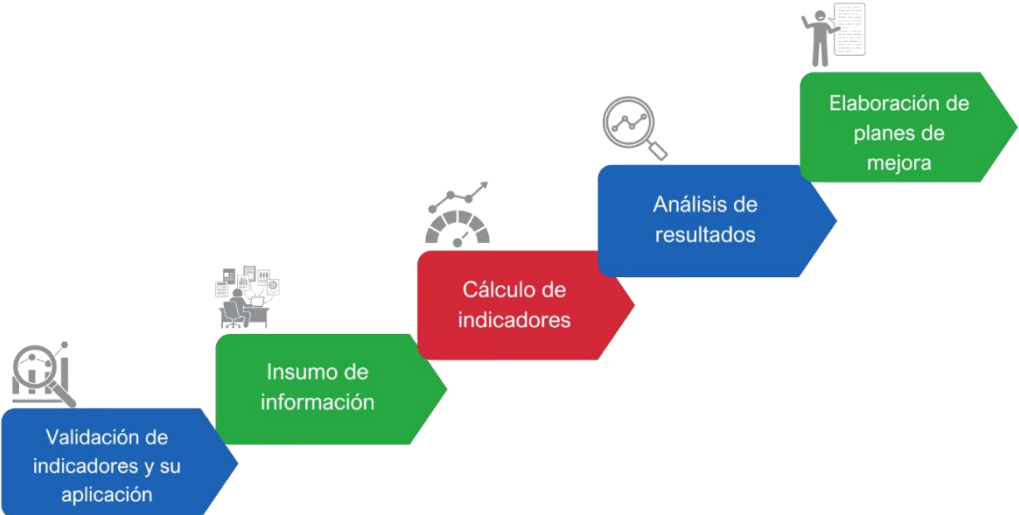 Validación de
indicadores y su
aplicación
Insumo de
información
Cálculo de
indicadores
Análisis de
resultados
Elaboración de
planes de
mejora